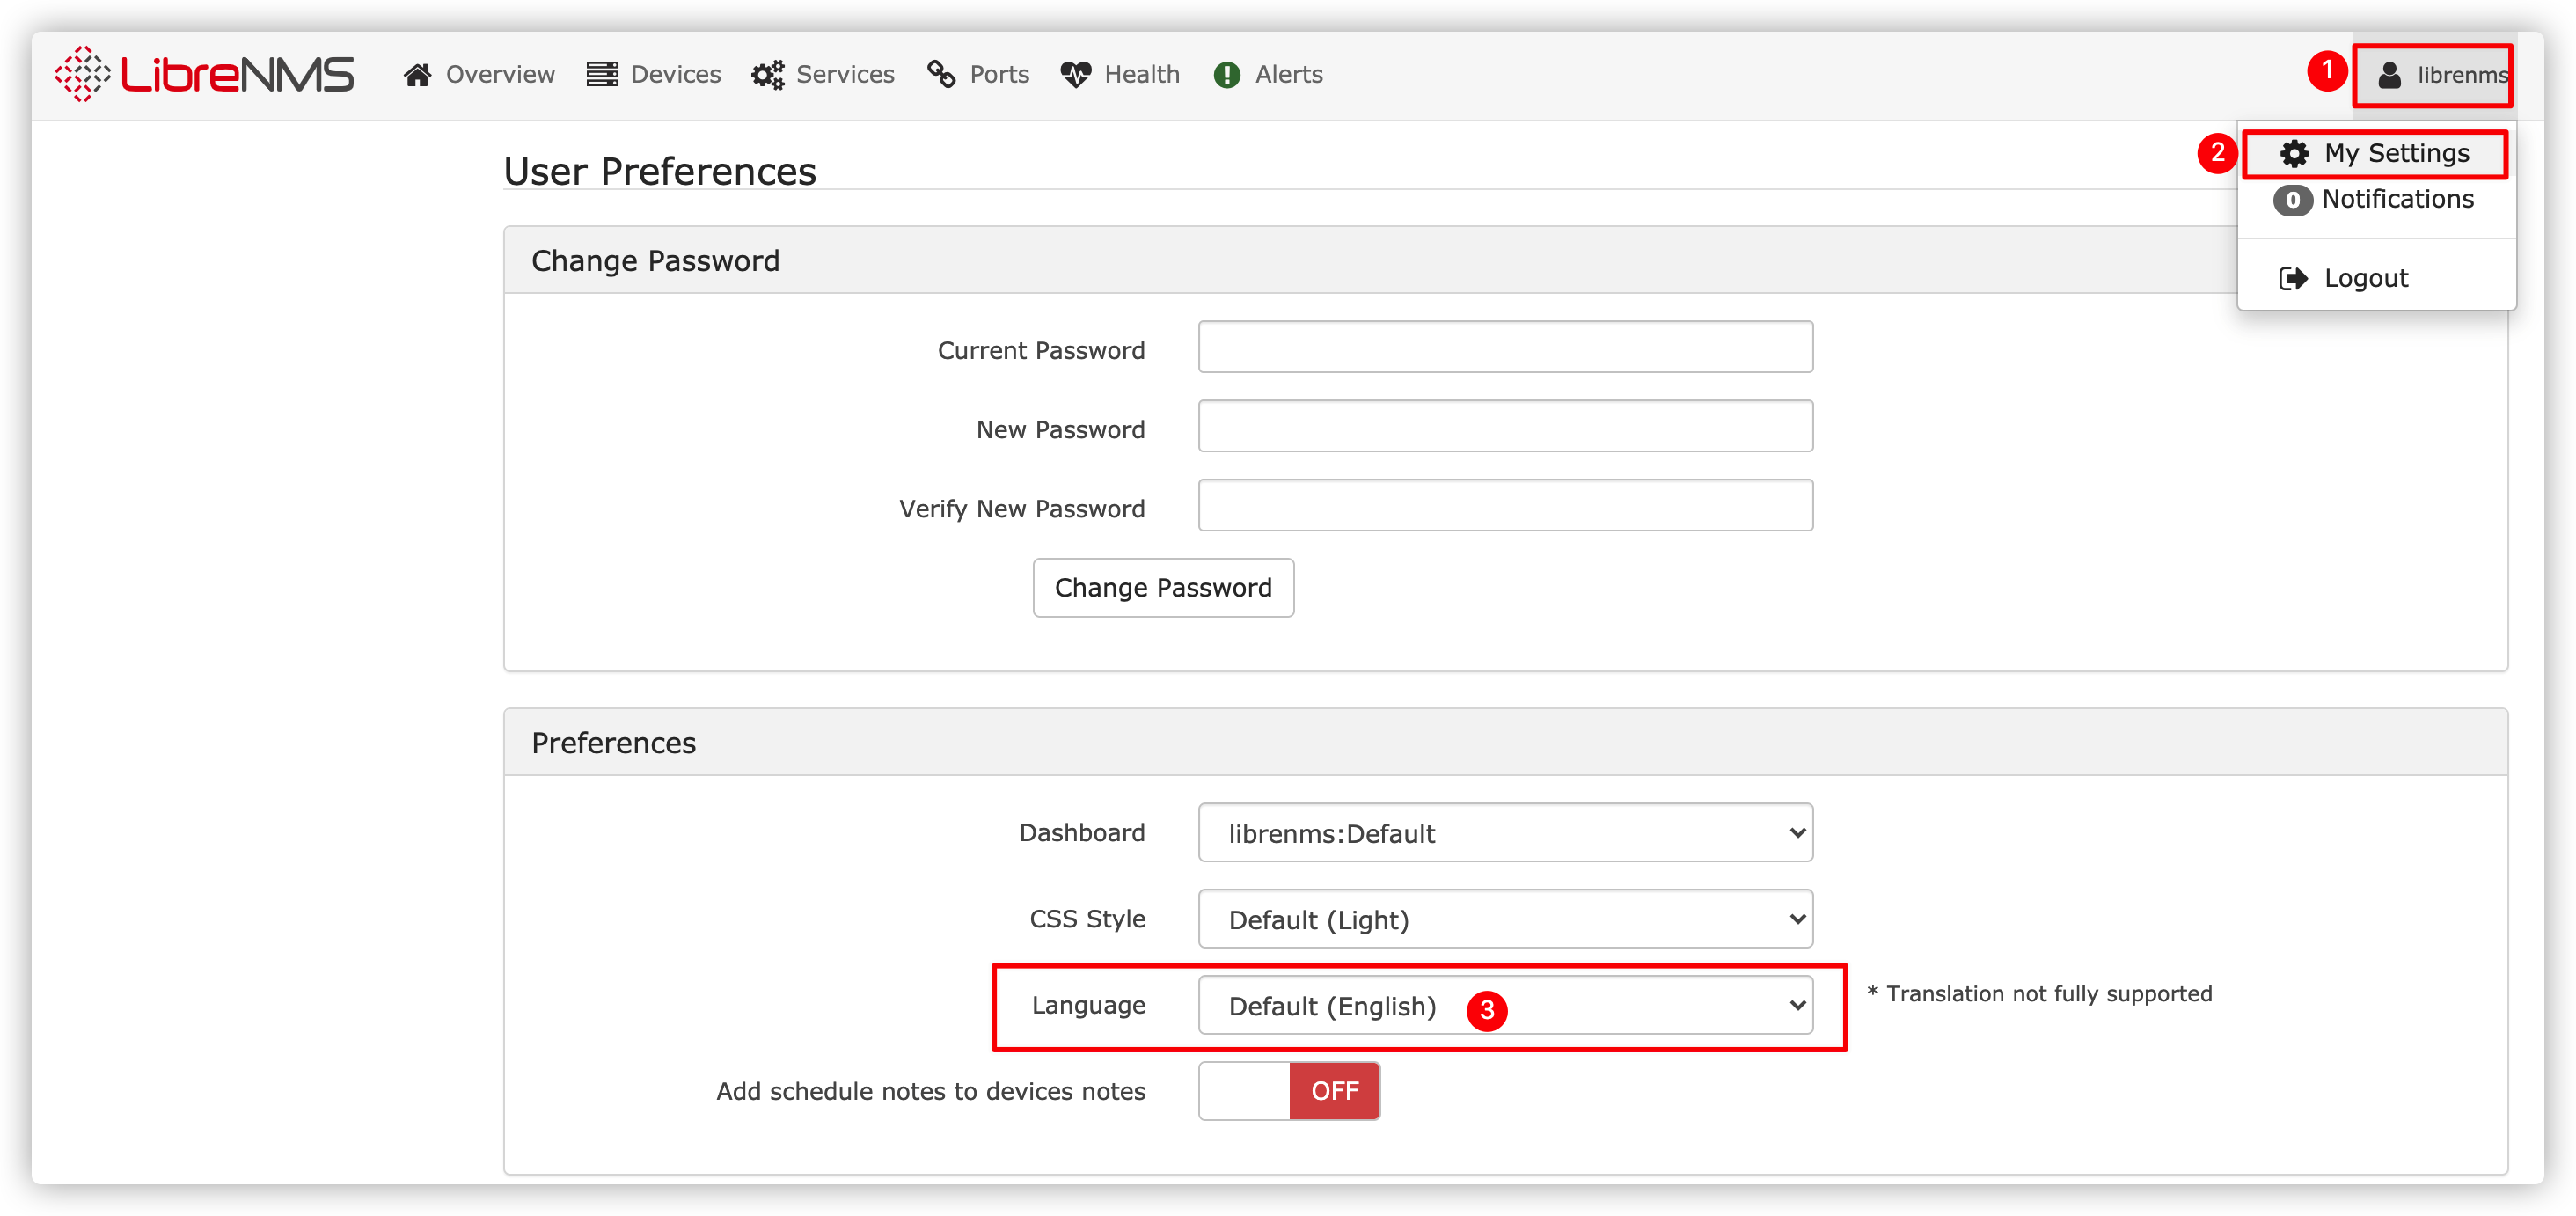 LibreNMS Overview Devices Services Ports Health Alerts 1 librenms
2 My Settings
0 Notifications
Logout
User Preferences
Change Password
Current Password
New Password
Verify New Password
Change Password
Preferences
Dashboard librenms:Default
CSS Style Default (Light)
Language Default (English) 3 * Translation not fully supported
Add schedule notes to devices notes OFF